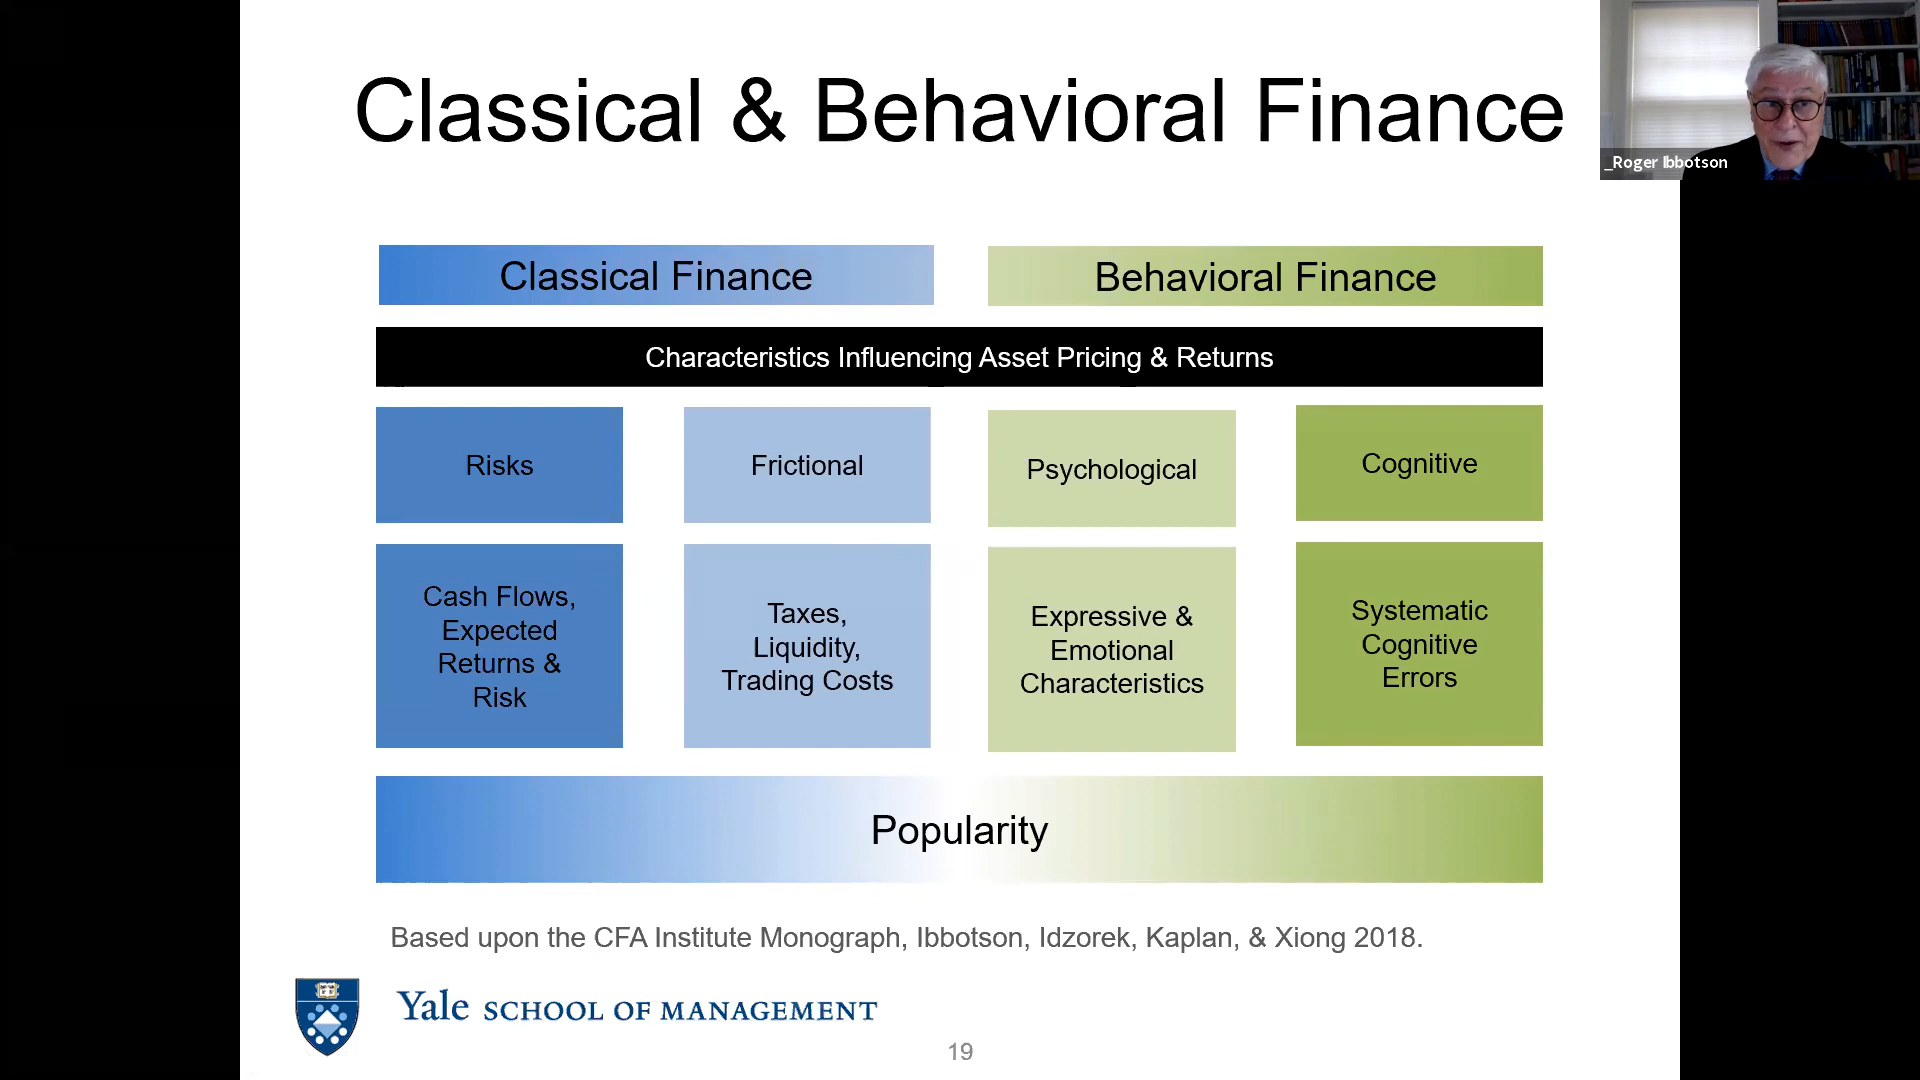 Classical & Behavioral Finance
_Roger Ibbotson
Classical Finance
Behavioral Finance
Characteristics Influencing Asset Pricing & Returns
Risks
Frictional
Psychological
Cognitive
Cash Flows,
Expected
Returns &
Risk
Taxes,
Liquidity,
Trading Costs
Expressive &
Emotional
Characteristics
Systematic
Cognitive
Errors
Popularity
Based upon the CFA Institute Monograph, Ibbotson, Idzorek, Kaplan, & Xiong 2018.
Yale SCHOOL OF MANAGEMENT
19